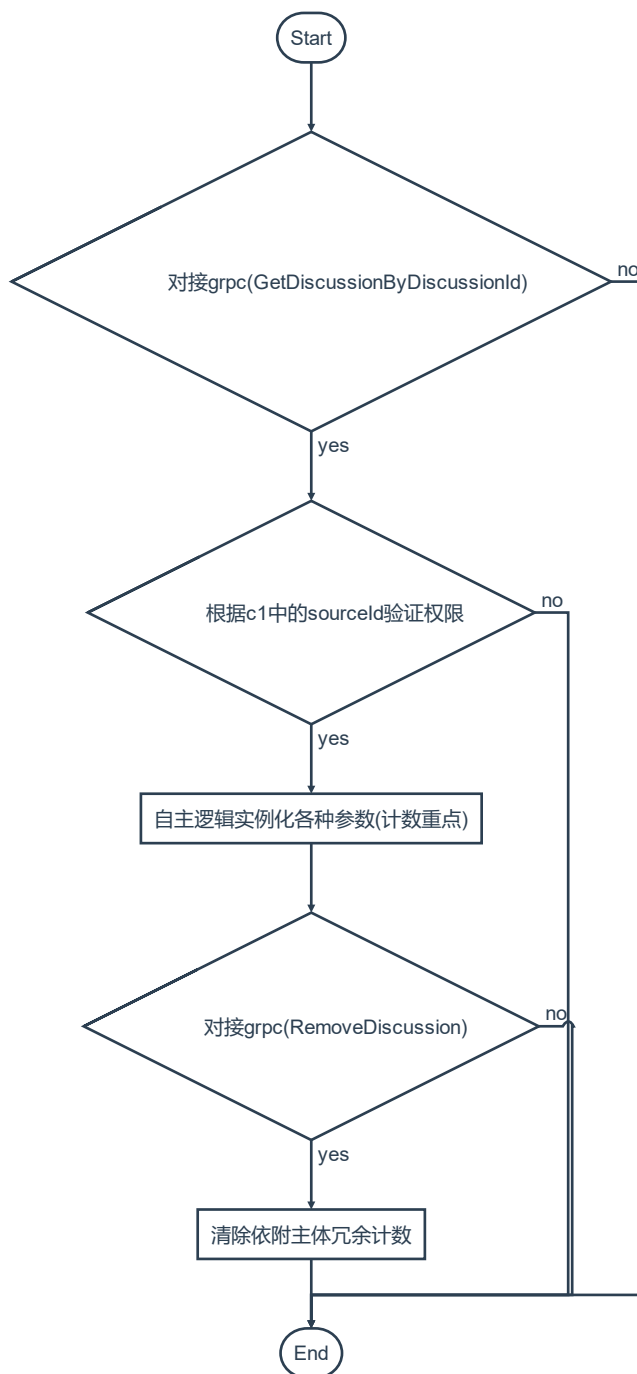 Start
对接grpc(GetDiscussionByDiscussionId)
no
yes
根据c1中的sourceId验证权限
no
yes
自主逻辑实例化各种参数(计数重点)
对接grpc(RemoveDiscussion)
no
yes
清除依附主体冗余计数
End